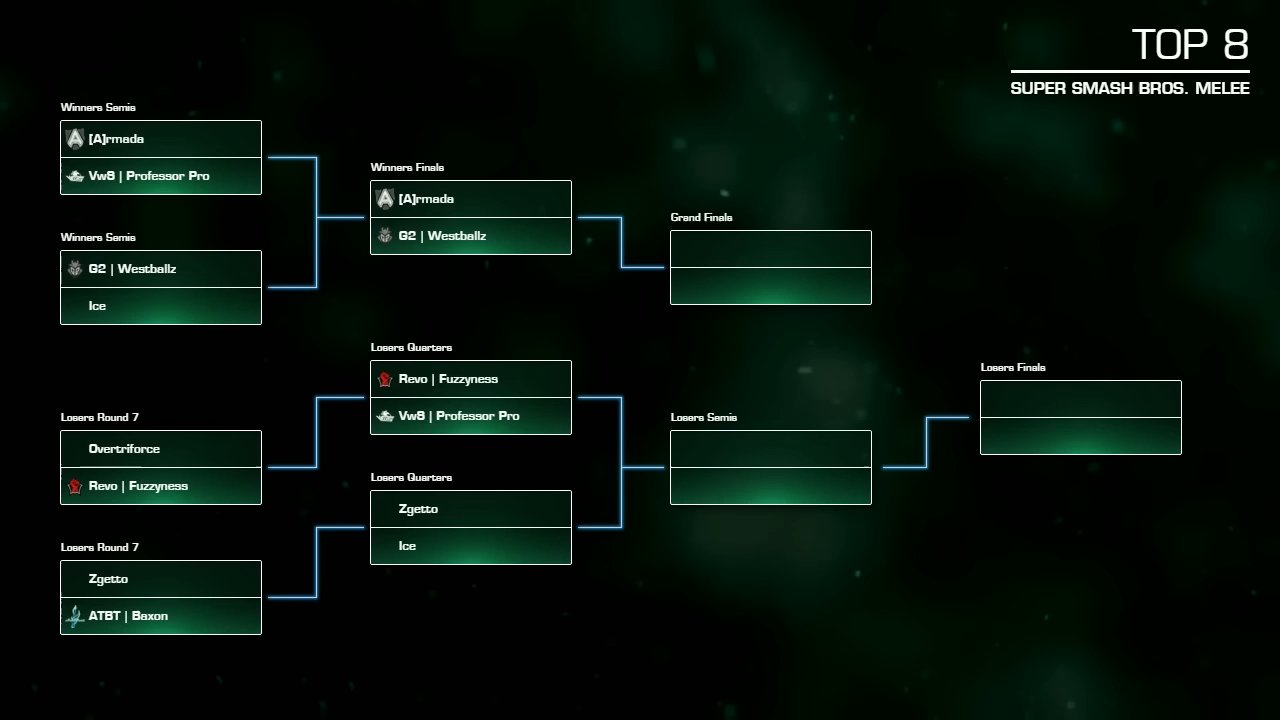 TOP 8
SUPER SMASH BROS. MELEE
Winners Semis
[A]rmada
Vw8 | Professor Pro
Winners Semis
G2 | Westballz
Ice
Losers Round 7
Overtriforce
Revo | Fuzzyness
Losers Round 7
Zgetto
ATBT | Baxon
Winners Finals
[A]rmada
G2 | Westballz
Losers Quarters
Revo | Fuzzyness
Vw8 | Professor Pro
Losers Quarters
Zgetto
Ice
Grand Finals
Losers Semis
Losers Finals